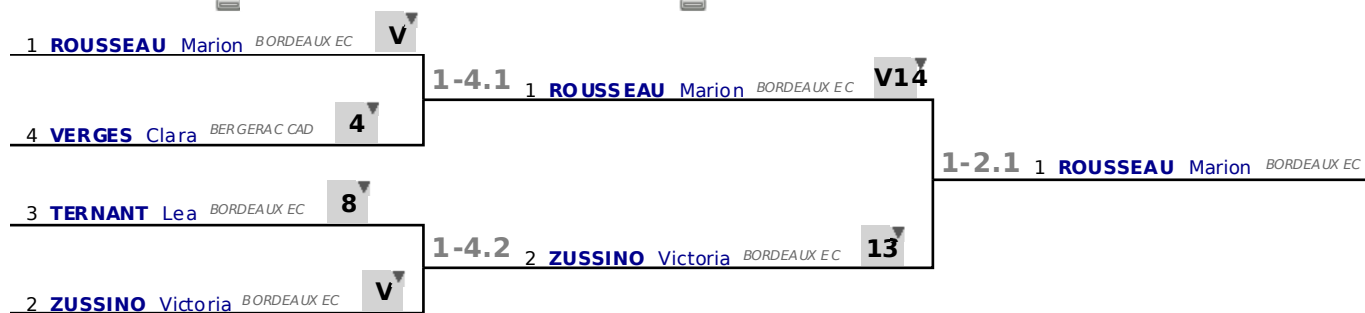 1 ROUSSEAU Marion BORDEAUX EC V
1-4.1 1 ROUSSEAU Marion BORDEAUX EC V14
4 VERGES Clara BERGERAC CAD 4
1-2.1 1 ROUSSEAU Marion BORDEAUX EC
3 TERNANT Lea BORDEAUX EC 8
1-4.2 2 ZUSSINO Victoria BORDEAUX EC 13
2 ZUSSINO Victoria BORDEAUX EC V